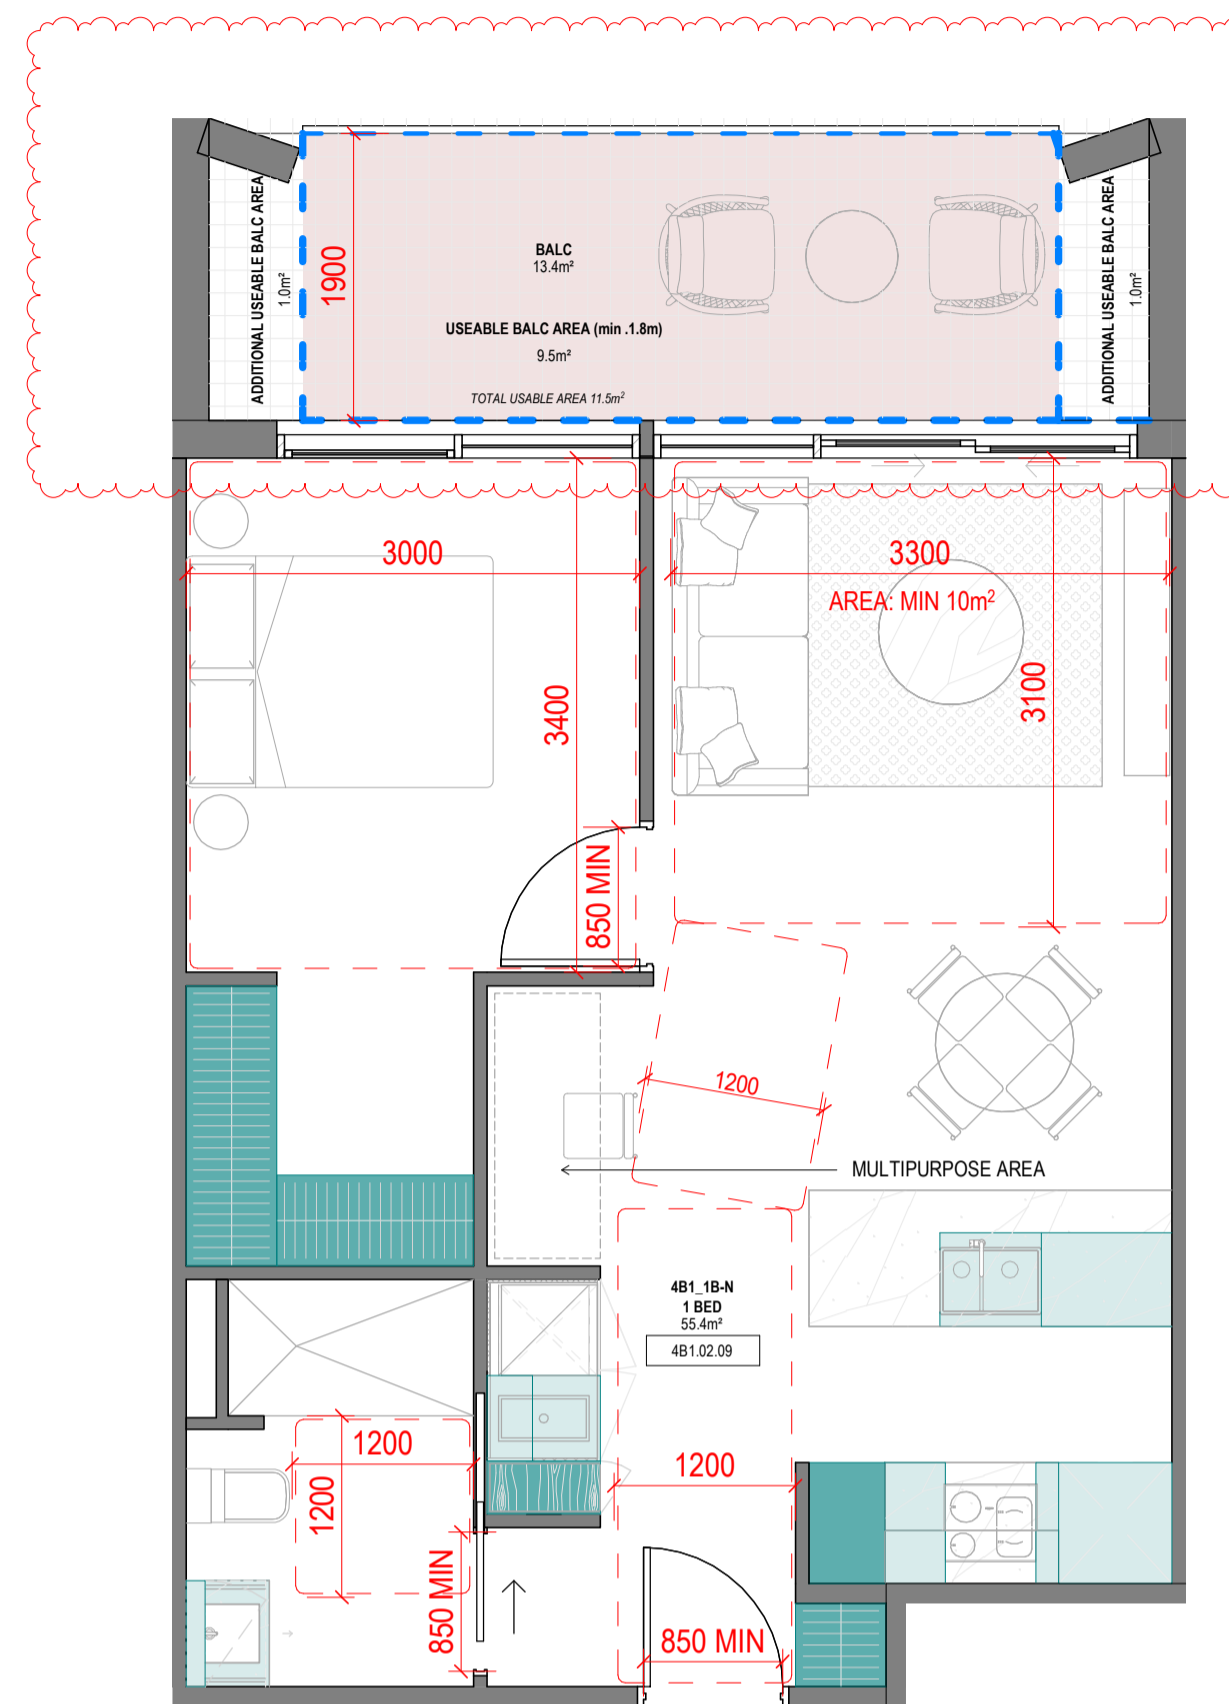 ADDITIONAL USEABLE BALC AREA
1.0m²
1900
BALC
13.4m²
USEABLE BALC AREA (min .1.8m)
9.5m²
TOTAL USABLE AREA 11.5m²
ADDITIONAL USEABLE BALC AREA
1.0m²
3000
3300
AREA: MIN 10m²
3400
3100
850 MIN
1200
MULTIPURPOSE AREA
4B1_1B-N
1 BED
55.4m²
4B1.02.09
1200
1200
1200
850 MIN
850 MIN